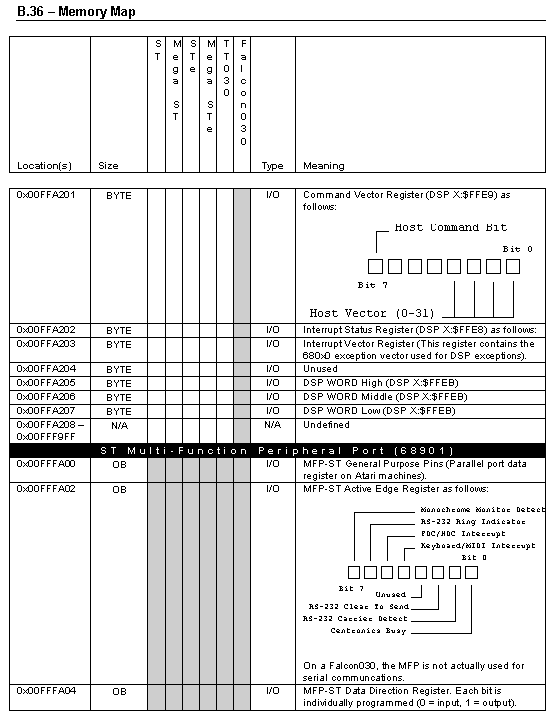 B.36 – Memory Map
Location(s) Size ST Mega ST STe Mega STe TT030 Falcon030 Type Meaning
0x00FFA201 BYTE I/O Command Vector Register (DSP X:$FFE9) as
follows:
Host Command Bit
Bit 0
Bit 7
Host Vector (0-31)
0x00FFA202 BYTE I/O Interrupt Status Register (DSP X:$FFE8) as follows:
0x00FFA203 BYTE I/O Interrupt Vector Register (This register contains the
680x0 exception vector used for DSP exceptions).
0x00FFA204 BYTE I/O Unused
0x00FFA205 BYTE I/O DSP WORD High (DSP X:$FFEB)
0x00FFA206 BYTE I/O DSP WORD Middle (DSP X:$FFEB)
0x00FFA207 BYTE I/O DSP WORD Low (DSP X:$FFEB)
0x00FFA208 – N/A N/A Undefined
0x00FFF9FF
ST Multi-Function Peripheral Port (68901)
0x00FFFA00 OB I/O MFP-ST General Purpose Pins (Parallel port data
register on Atari machines).
0x00FFFA02 OB I/O MFP-ST Active Edge Register as follows:
Monochrome Monitor Detect
RS-232 Ring Indicator
FDC/HDC Interrupt
Keyboard/MIDI Interrupt
Bit 0
Bit 7
Unused
RS-232 Clear To Send
RS-232 Carrier Detect
Centronics Busy
On a Falcon030, the MFP is not actually used for
serial communcations.
0x00FFFA04 OB I/O MFP-ST Data Direction Register. Each bit is
individually programmed (0 = input, 1 = output).